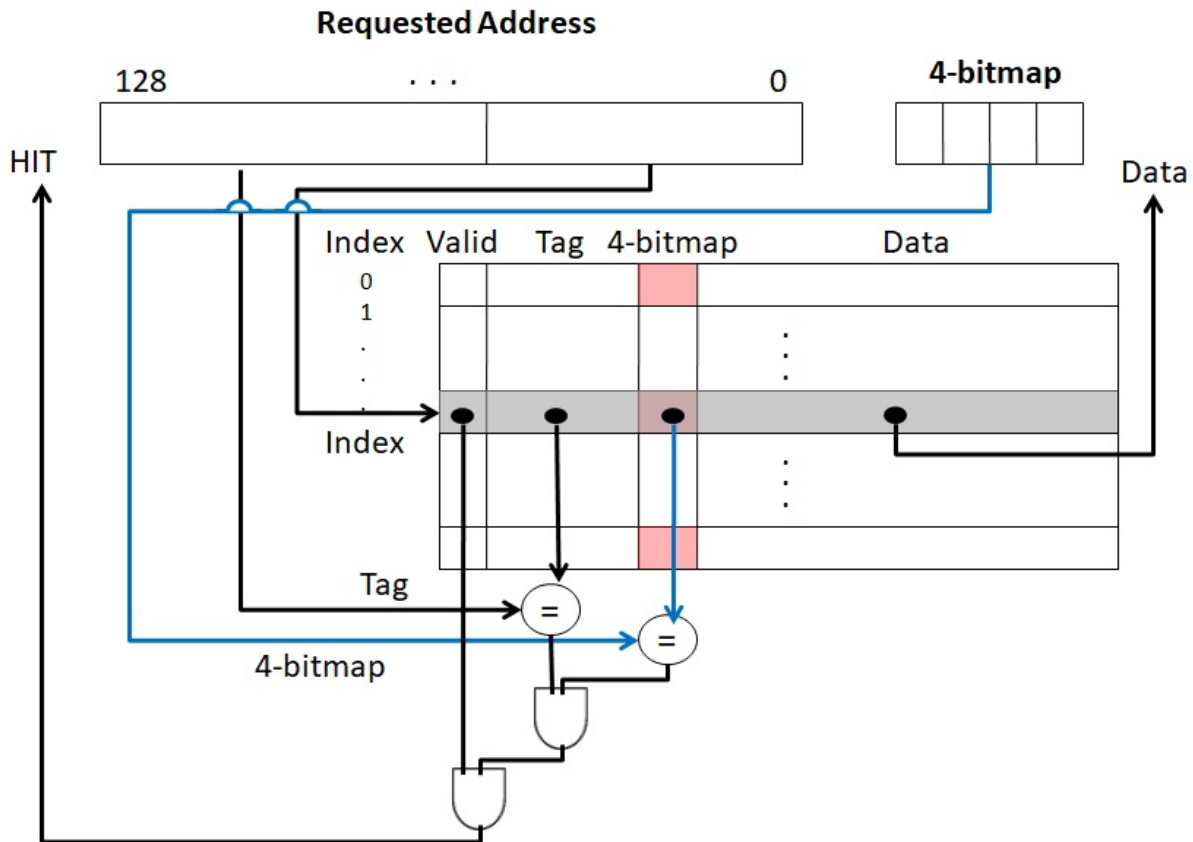 Requested Address
128 . . . 0
4-bitmap
HIT
Data
Index Valid Tag 4-bitmap Data
0
1
.
.
.
.
.
.
Index
.
.
.
Tag
=
=
4-bitmap